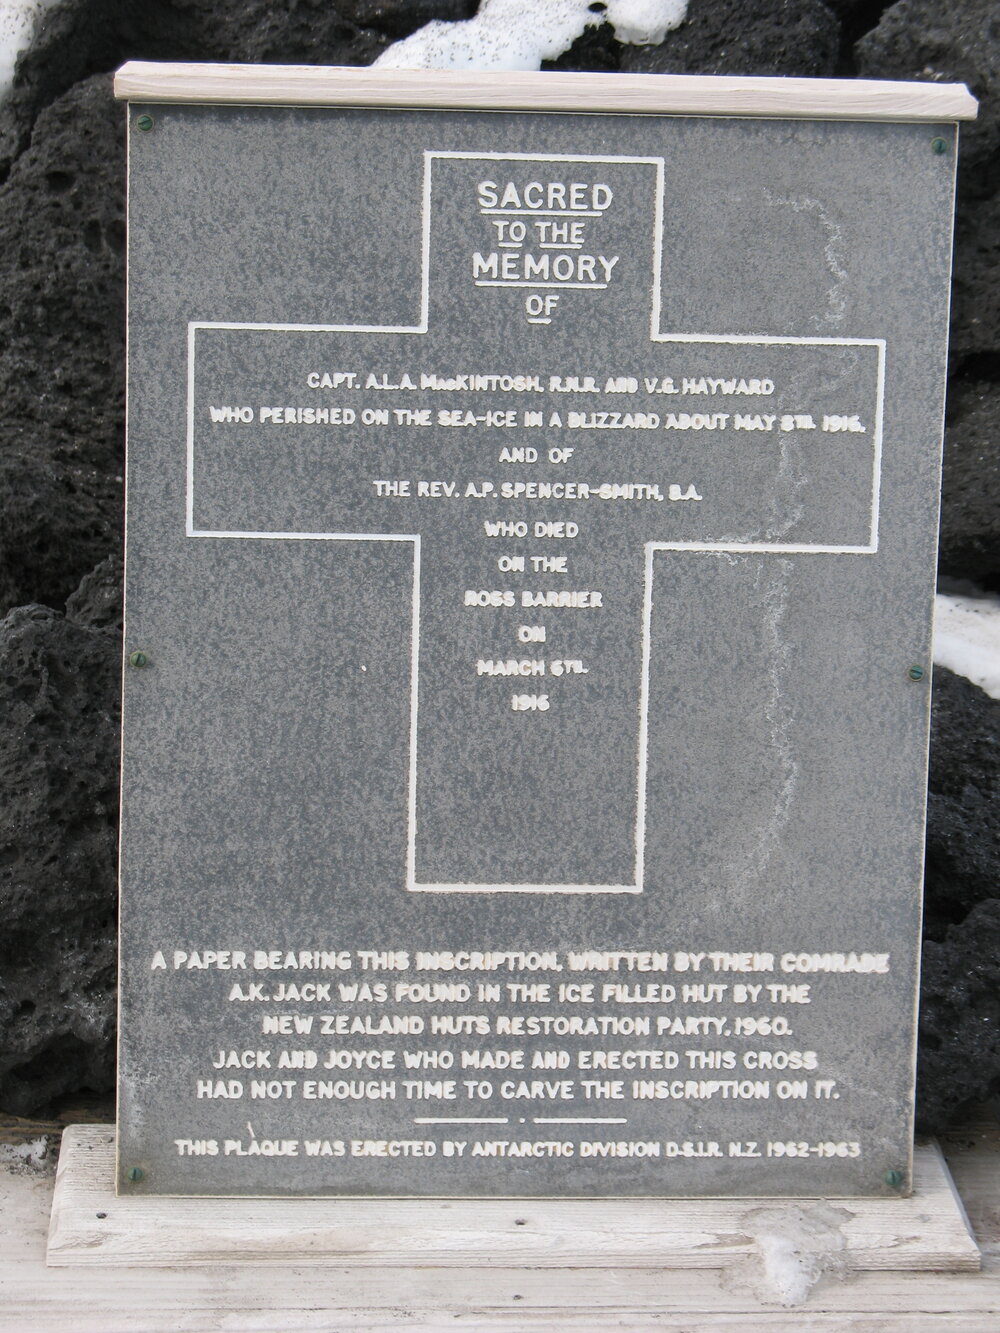 SACRED
TO THE
MEMORY
OF
CAPT. A.L.A. MacKINTOSH, R.N.R. AND V.G. HAYWARD
WHO PERISHED ON THE SEA-ICE IN A BLIZZARD ABOUT MAY 8TH. 1916.
AND OF
THE REV. A.P. SPENCER-SMITH, B.A.
WHO DIED
ON THE
ROSS BARRIER
ON
MARCH 6TH.
1916
A PAPER BEARING THIS INSCRIPTION, WRITTEN BY THEIR COMRADE
A.K. JACK WAS FOUND IN THE ICE FILLED HUT BY THE
NEW ZEALAND HUTS RESTORATION PARTY, 1960.
JACK AND JOYCE WHO MADE AND ERECTED THIS CROSS
HAD NOT ENOUGH TIME TO CARVE THE INSCRIPTION ON IT.
THIS PLAQUE WAS ERECTED BY ANTARCTIC DIVISION D.S.I.R. N.Z. 1962-1963